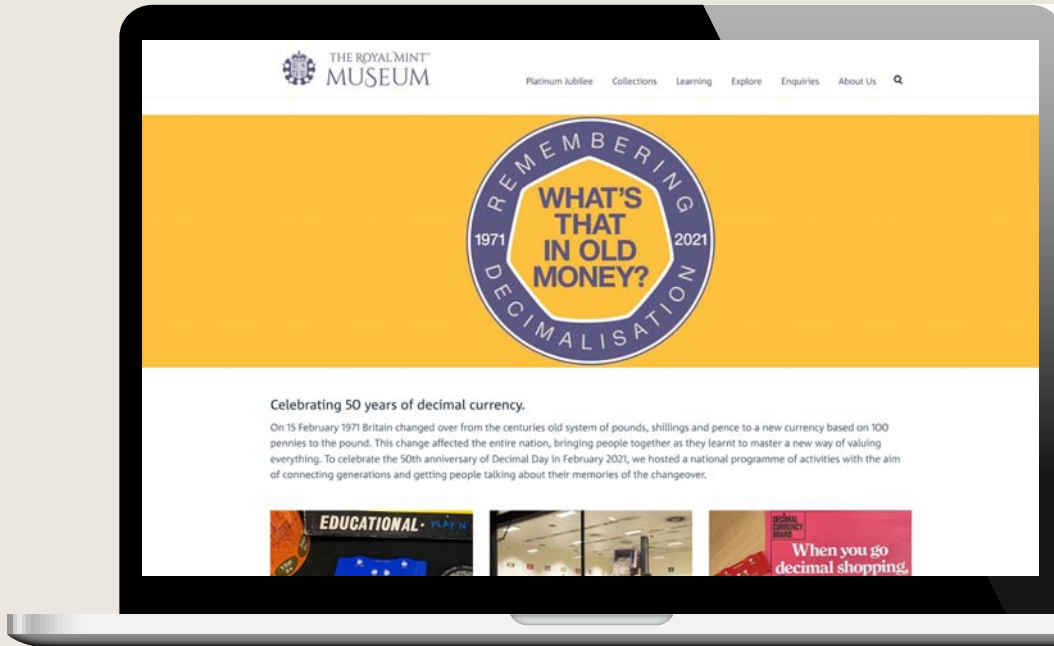 THE ROYAL MINT
MUSEUM
Platinum Jubilee Collections Learning Explore Enquiries About Us
REMEMBERING
1971
WHAT'S
THAT
IN OLD
MONEY?
2021
DECIMALISATION
Celebrating 50 years of decimal currency.
On 15 February 1971 Britain changed over from the centuries old system of pounds, shillings and pence to a new currency based on 100
pennies to the pound. This change affected the entire nation, bringing people together as they learnt to master a new way of valuing
everything. To celebrate the 50th anniversary of Decimal Day in February 2021, we hosted a national programme of activities with the aim
of connecting generations and getting people talking about their memories of the changeover.
EDUCATIONAL· PLAY 'N'
DECIMAL
CURRENCY
BOARD
When you go
decimal shopping,